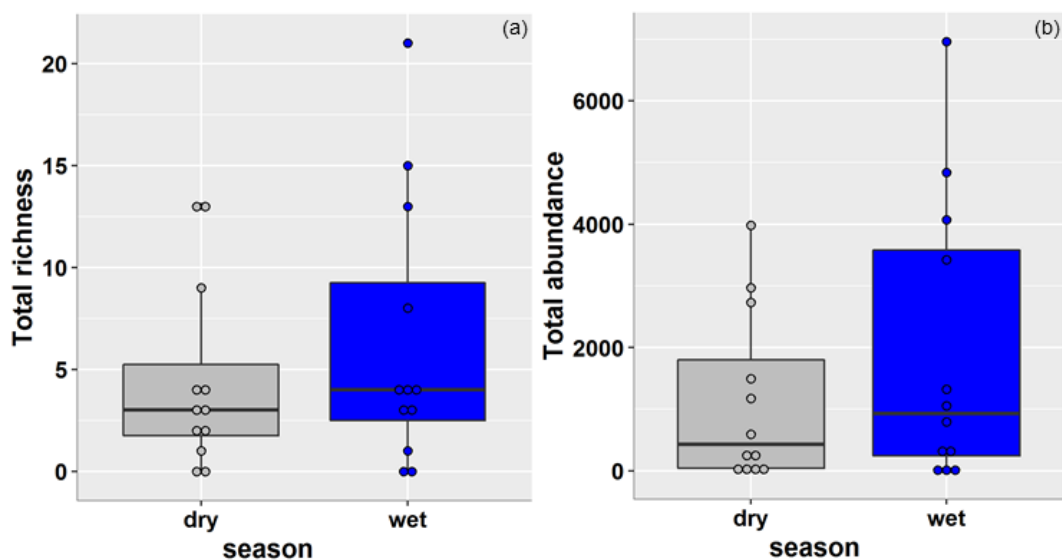 (a)
Total richness
20
15
10
5
0
dry wet
season
(b)
Total abundance
6000
4000
2000
0
dry wet
season